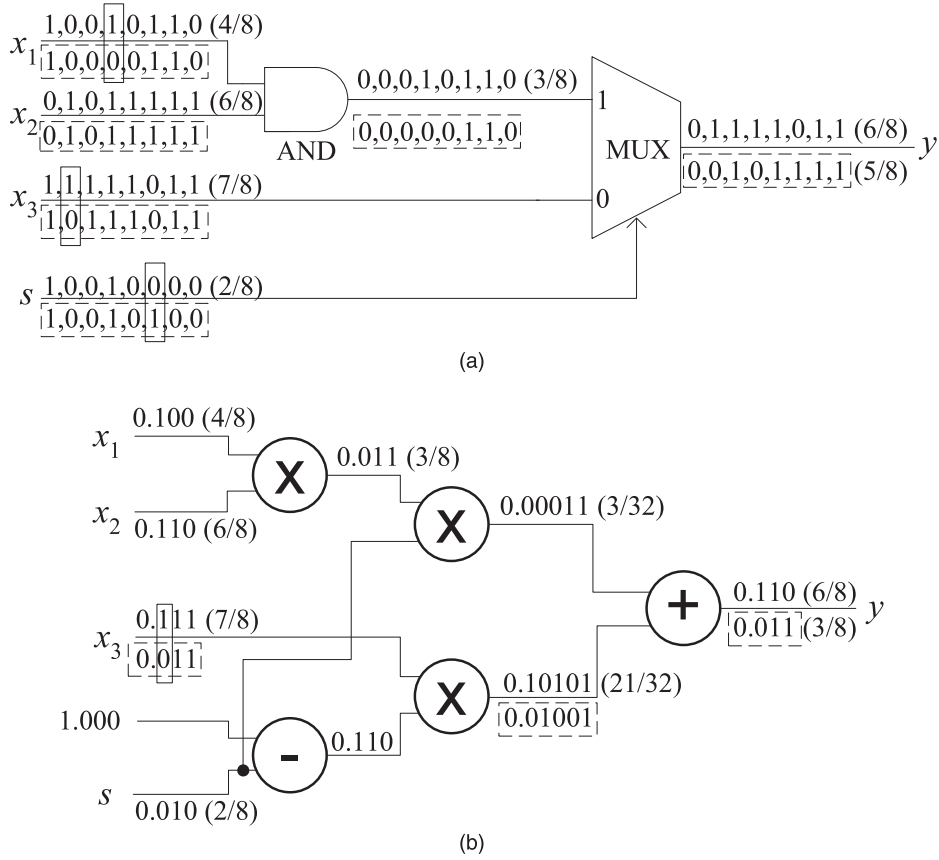 x1
1,0,0,1,0,1,1,0 (4/8)
1,0,0,0,0,1,1,0
x2
0,1,0,1,1,1,1,1 (6/8)
0,1,0,1,1,1,1,1
AND
0,0,0,1,0,1,1,0 (3/8)
0,0,0,0,0,1,1,0
x3
1,1,1,1,1,0,1,1 (7/8)
1,0,1,1,1,0,1,1
1
0
MUX
0,1,1,1,1,0,1,1 (6/8)
0,0,1,0,1,1,1,1 (5/8)
y
s
1,0,0,1,0,0,0,0 (2/8)
1,0,0,1,0,1,0,0
(a)
x1
0.100 (4/8)
x2
0.110 (6/8)
X
0.011 (3/8)
X
0.00011 (3/32)
x3
0.111 (7/8)
0.011
X
0.10101 (21/32)
0.01001
+
0.110 (6/8)
0.011 (3/8)
y
1.000
-
0.110
s
0.010 (2/8)
(b)